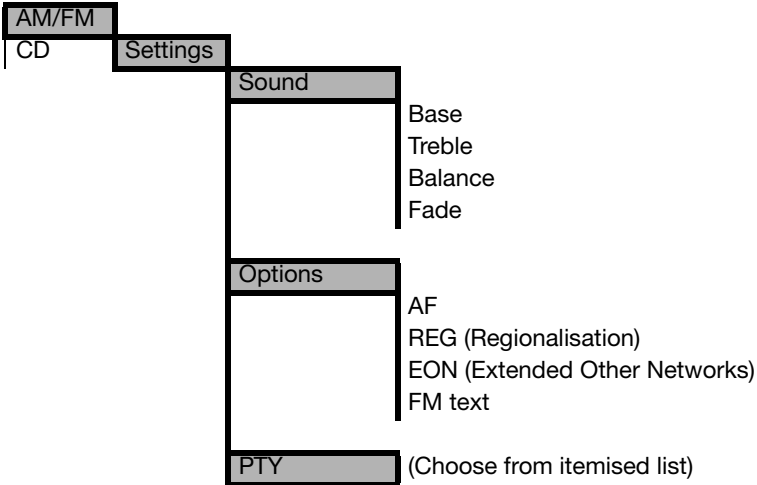 AM/FM
CD Settings
Sound
Base
Treble
Balance
Fade
Options
AF
REG (Regionalisation)
EON (Extended Other Networks)
FM text
PTY (Choose from itemised list)